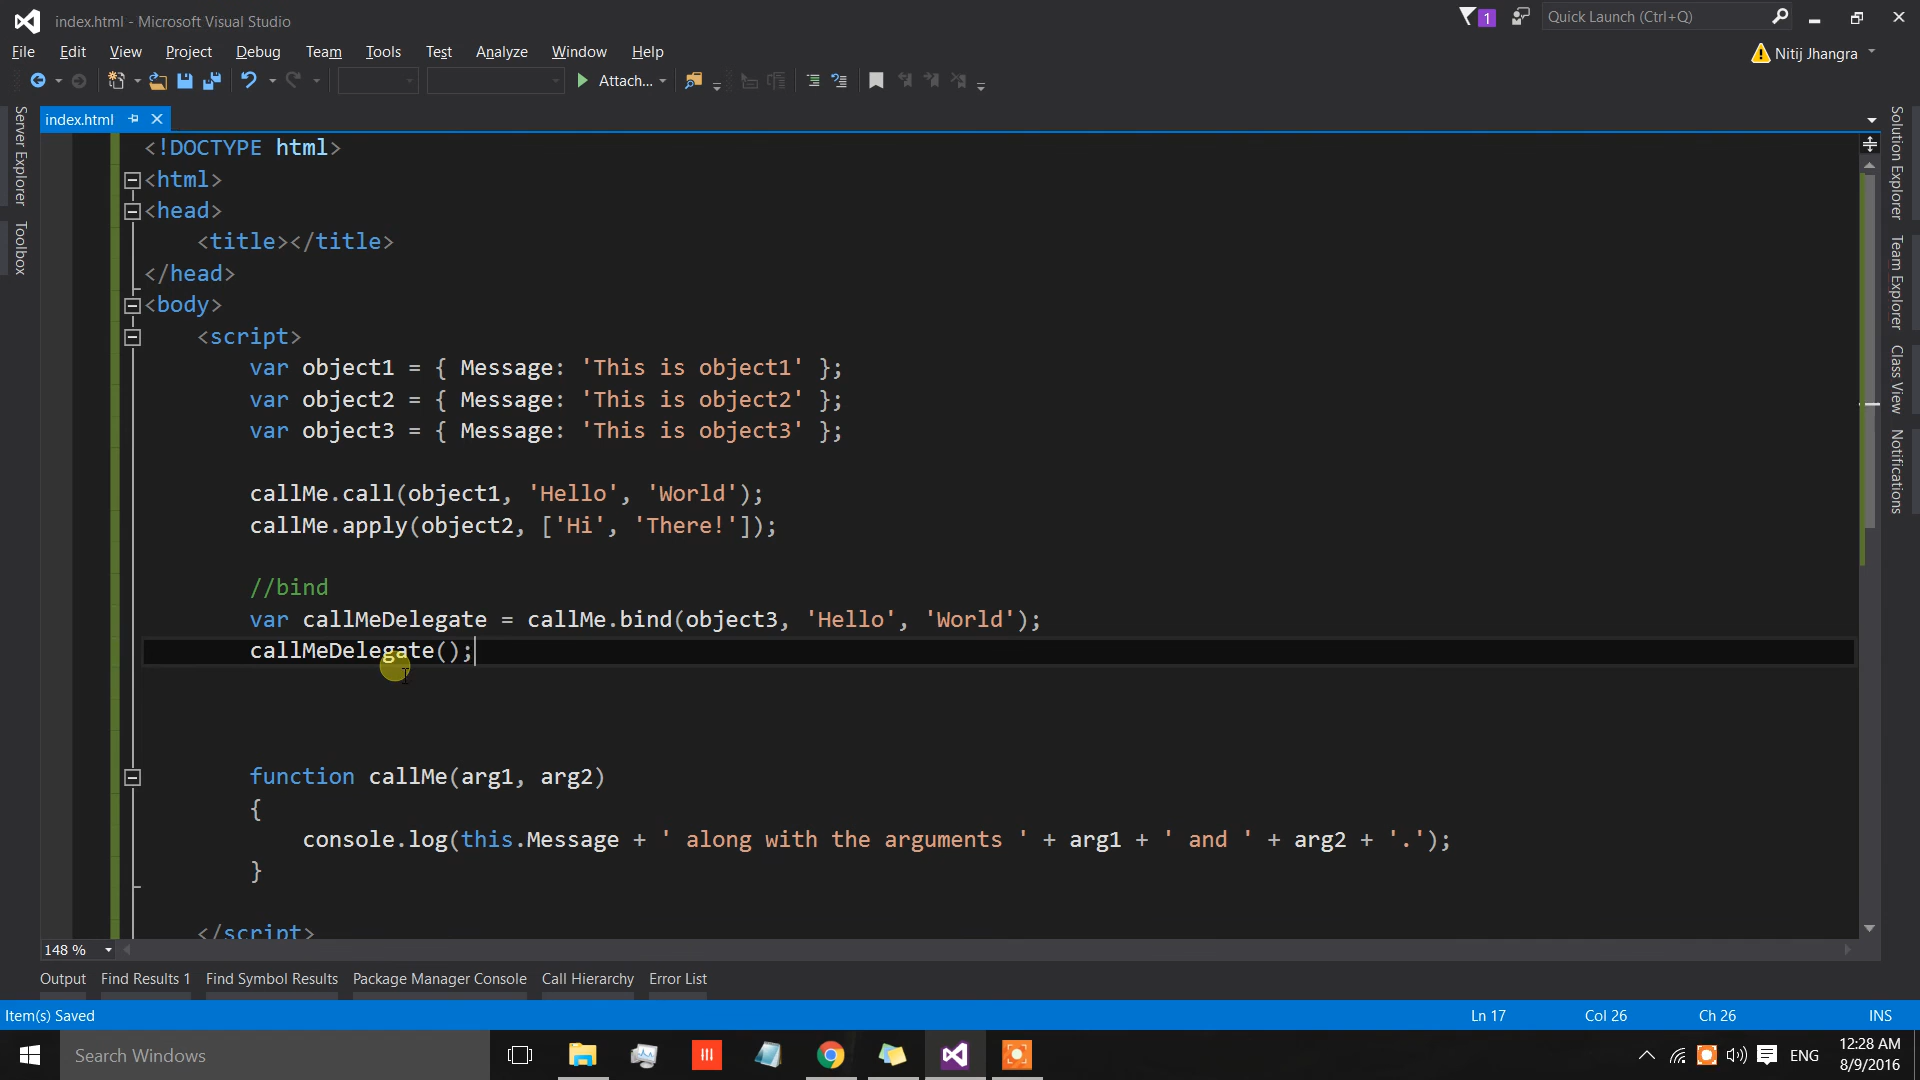 index.html - Microsoft Visual Studio
1
Quick Launch (Ctrl+Q)
File Edit View Project Debug Team Tools Test Analyze Window Help
Nitij Jhangra
Attach...
index.html
Server Explorer
Toolbox
<!DOCTYPE html>
<html>
<head>
<title></title>
</head>
<body>
<script>
var object1 = { Message: 'This is object1' };
var object2 = { Message: 'This is object2' };
var object3 = { Message: 'This is object3' };
callMe.call(object1, 'Hello', 'World');
callMe.apply(object2, ['Hi', 'There!']);
//bind
var callMeDelegate = callMe.bind(object3, 'Hello', 'World');
callMeDelegate();
function callMe(arg1, arg2)
{
console.log(this.Message + ' along with the arguments ' + arg1 + ' and ' + arg2 + '.');
}
</script>
Solution Explorer
Team Explorer
Class View
Notifications
148 %
Output Find Results 1 Find Symbol Results Package Manager Console Call Hierarchy Error List
Item(s) Saved Ln 17 Col 26 Ch 26 INS
Search Windows
ENG
12:28 AM
8/9/2016